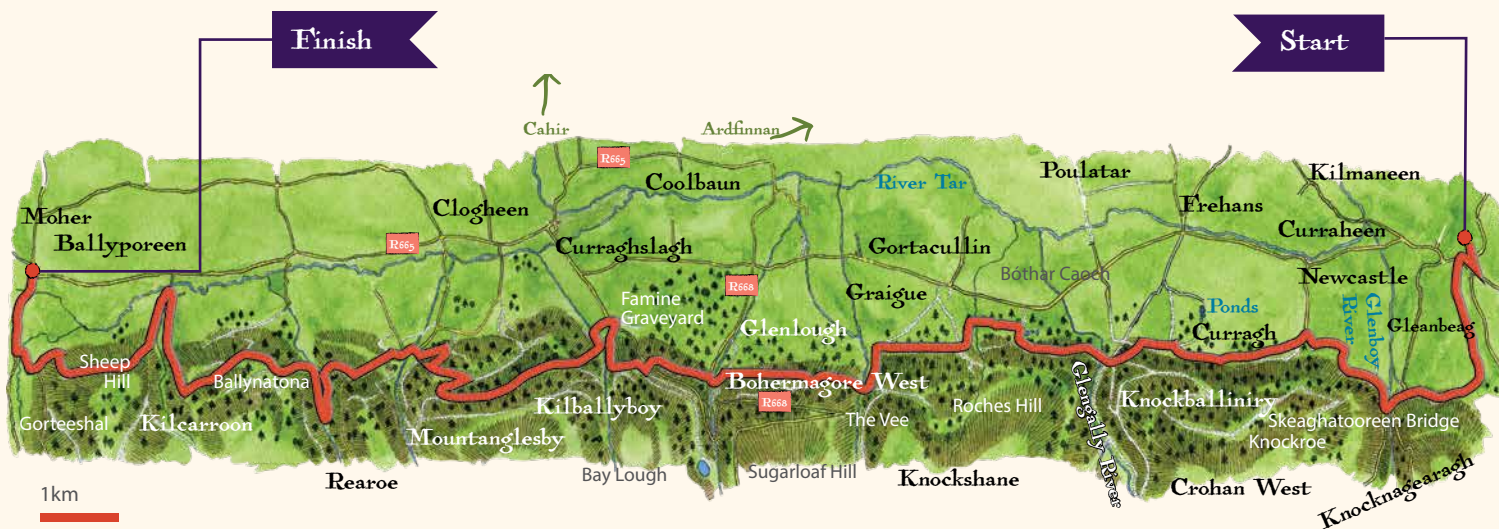 Finish
Start
Cahir
Ardfinnan
R665
Coolbaun
River Tar
Poulatar
Kilmaneen
Moher
Clogheen
Frehans
Ballyporeen
R665
Curraghslagh
Gortacullin
Curraheen
Bóthar Caoch
Newcastle
Famine
Graveyard
R668
Graigue
Ponds
Glenboy
River
Glenlough
Curragh
Gleanbeag
Sheep
Hill
Ballynatona
Bohermagore West
R668
Glengally River
Knockballiniry
Gorteeshal
Kilcarroon
Kilballyboy
The Vee
Roches Hill
Skeaghatooreen Bridge
Mountanglesby
Knockroe
Rearoe
Bay Lough
Sugarloaf Hill
Knockshane
Crohan West
Knocknagearagh
1km